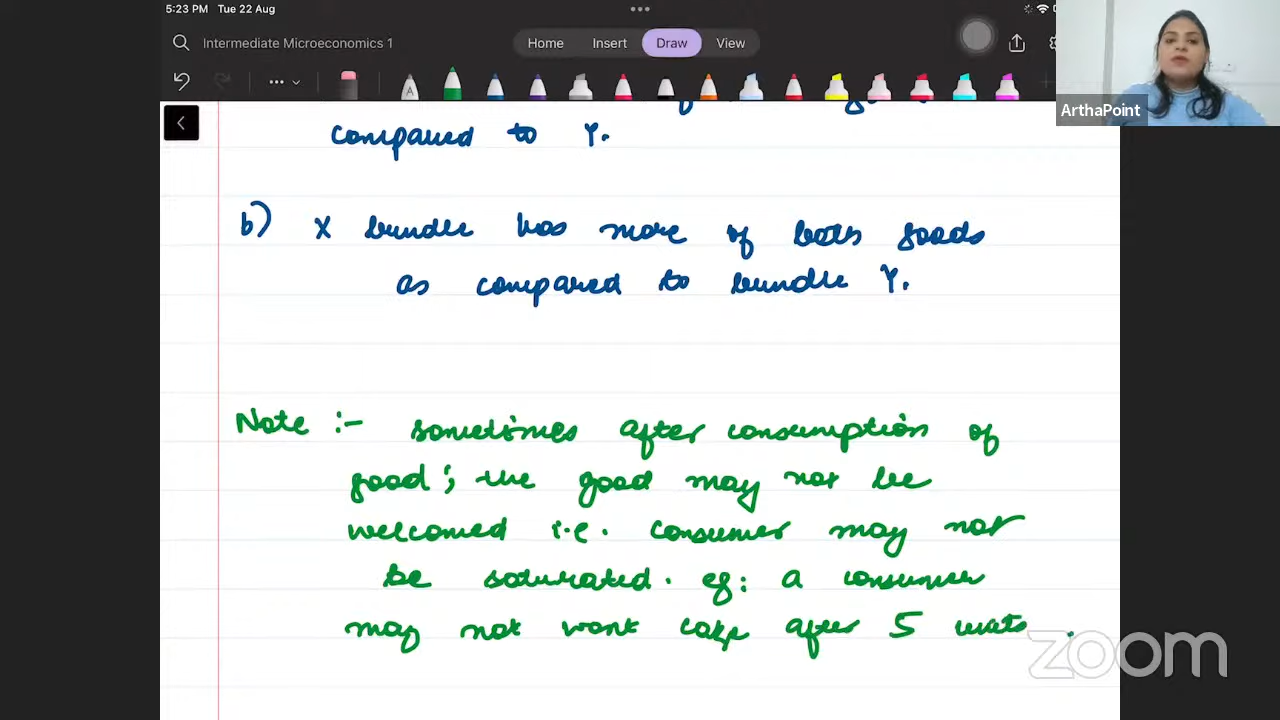 5:23 PM Tue 22 Aug
Intermediate Microeconomics 1
Home Insert Draw View
ArthaPoint
compared to Y.
b) X bundle has more of both goods
as compared to bundle Y.
Note :- sometimes after consumption of
good; the good may not be
welcomed i.e. consumer may not
be saturated. eg: a consumer
may not want cake after 5 units.
zoom